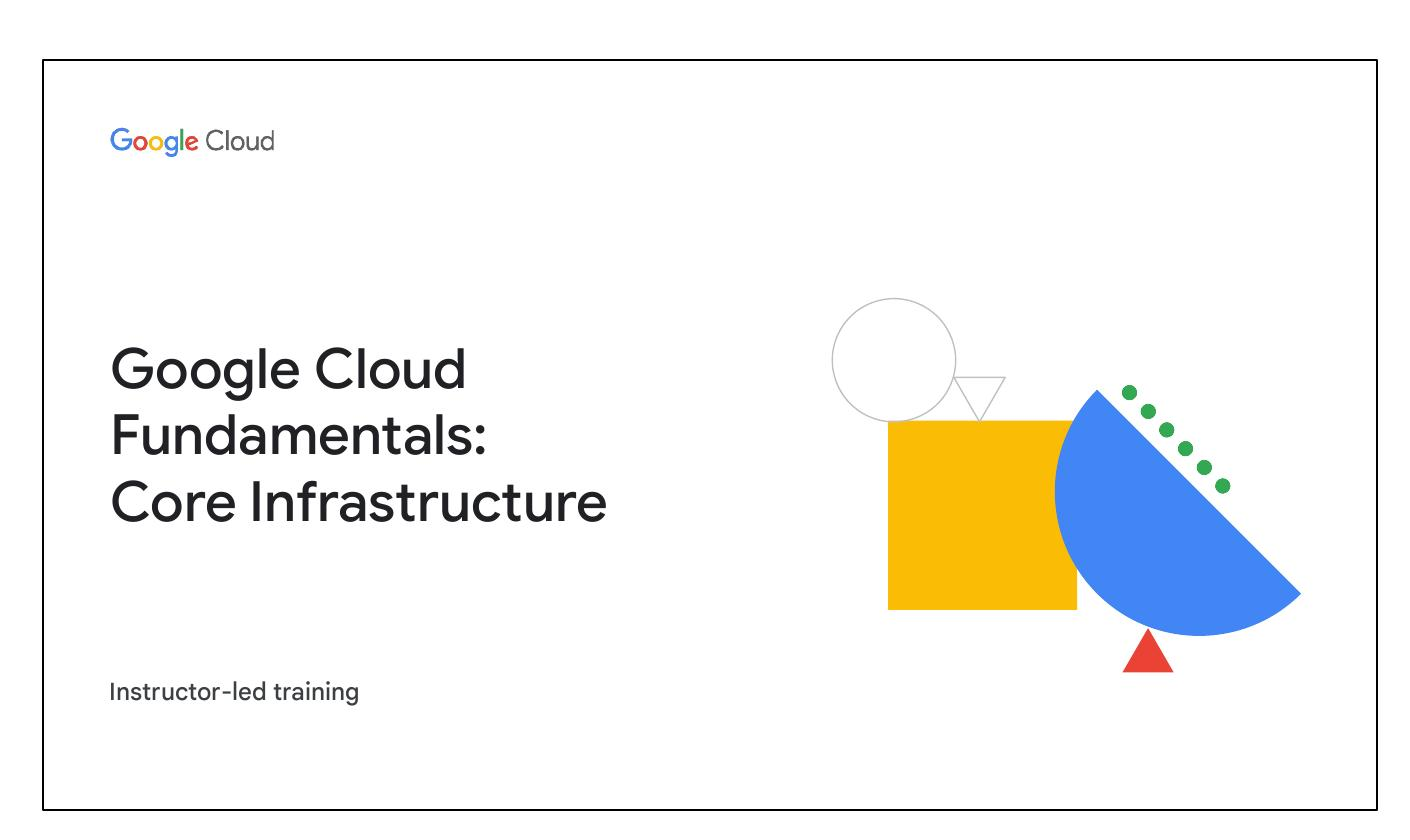 Google Cloud
Google Cloud
Fundamentals:
Core Infrastructure
Instructor-led training